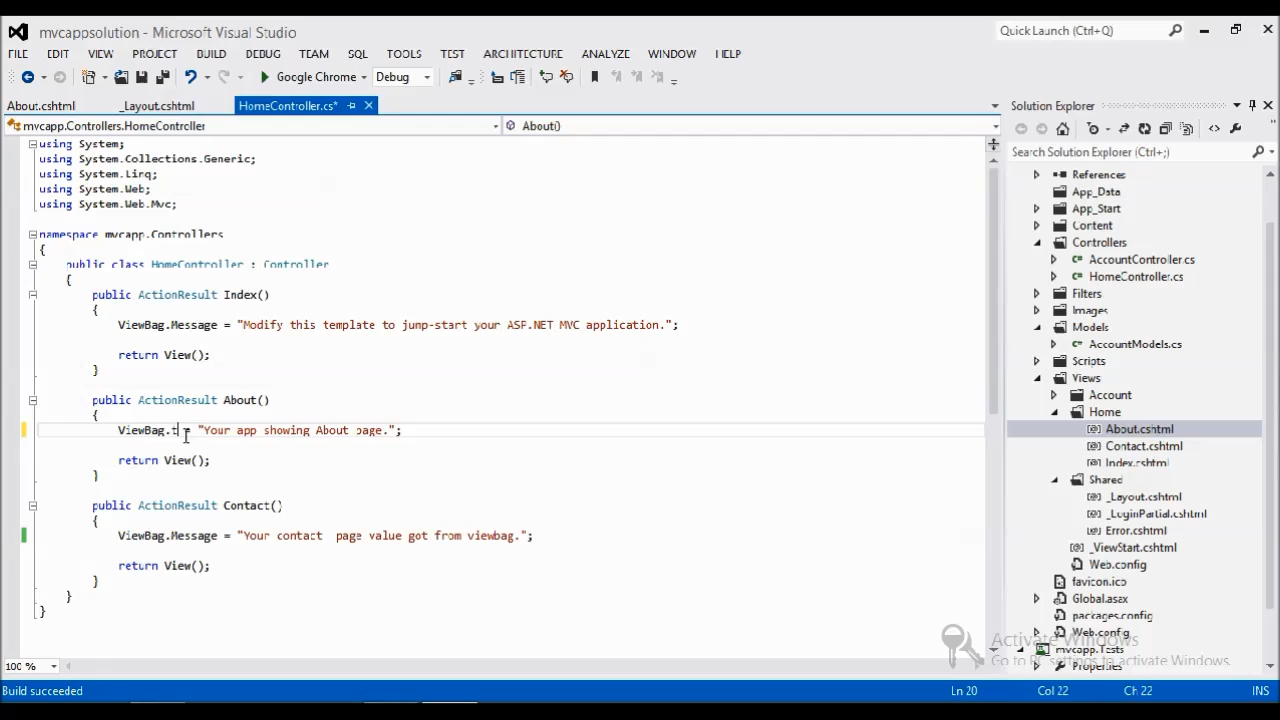 mvcappsolution - Microsoft Visual Studio
Quick Launch (Ctrl+Q)
FILE EDIT VIEW PROJECT BUILD DEBUG TEAM SQL TOOLS TEST ARCHITECTURE ANALYZE WINDOW HELP
Google Chrome Debug
About.cshtml _Layout.cshtml HomeController.cs*
Solution Explorer
mvcapp.Controllers.HomeController About()
Search Solution Explorer (Ctrl+;)
using System;
using System.Collections.Generic;
using System.Linq;
using System.Web;
using System.Web.Mvc;
namespace mvcapp.Controllers
{
public class HomeController : Controller
{
public ActionResult Index()
{
ViewBag.Message = "Modify this template to jump-start your ASP.NET MVC application.";
return View();
}
public ActionResult About()
{
ViewBag.t = "Your app showing About page.";
return View();
}
public ActionResult Contact()
{
ViewBag.Message = "Your contact  page value got from viewbag.";
return View();
}
}
}
References
App_Data
App_Start
Content
Controllers
AccountController.cs
HomeController.cs
Filters
Images
Models
AccountModels.cs
Scripts
Views
Account
Home
About.cshtml
Contact.cshtml
Index.cshtml
Shared
_Layout.cshtml
_LoginPartial.cshtml
Error.cshtml
_ViewStart.cshtml
Web.config
favicon.ico
Global.asax
packages.config
Web.config
mvcapp.Tests
Properties
Activate Windows
Go to PC settings to activate Windows.
100 %
Build succeeded Ln 20 Col 22 Ch 22 INS